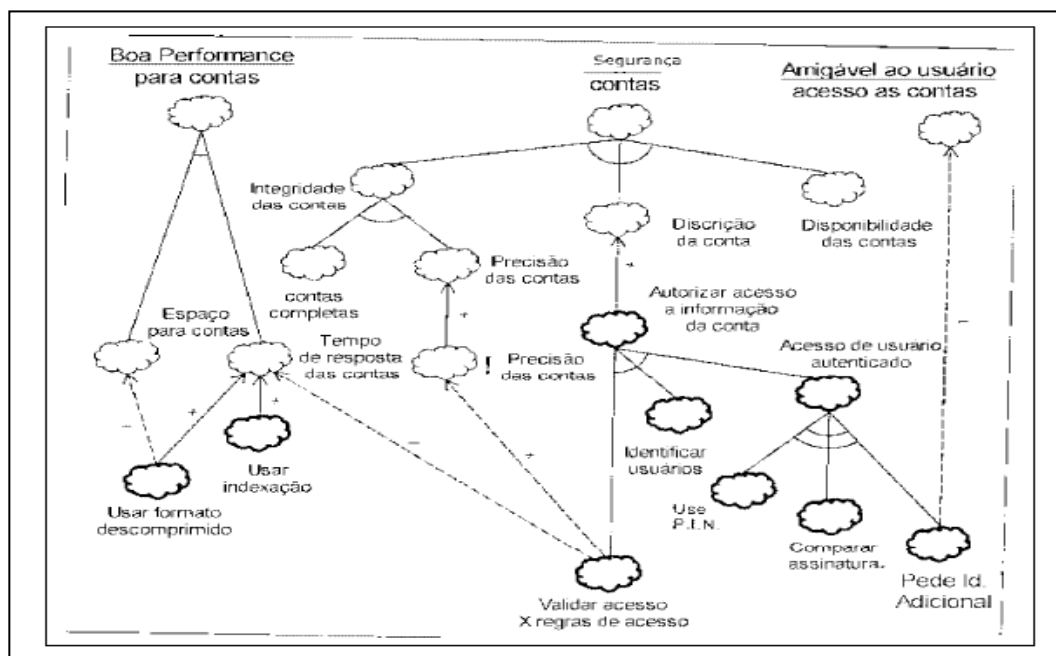 Boa Performance
para contas
Segurança
contas
Amigável ao usuário
acesso as contas
Integridade
das contas
Discrição
da conta
Disponibilidade
das contas
contas
completas
Precisão
das contas
+
Autorizar acesso
a informação
da conta
Espaço
para contas
Tempo
de resposta
das contas
+
! Precisão
das contas
Acesso de usuário
autenticado
–
–
+
+
Usar
indexação
Usar formato
descomprimido
–
+
Identificar
usuários
Use
P.I.N.
Comparar
assinatura.
Pede Id.
Adicional
Validar acesso
X regras de acesso